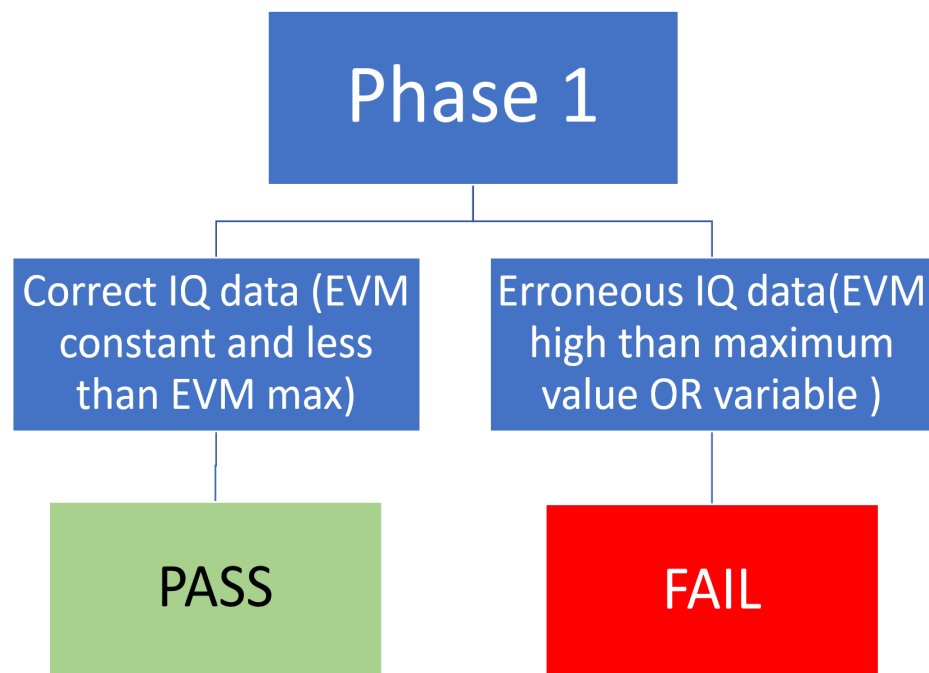 Phase 1
Correct IQ data (EVM
constant and less
than EVM max)
Erroneous IQ data(EVM
high than maximum
value OR variable )
PASS
FAIL